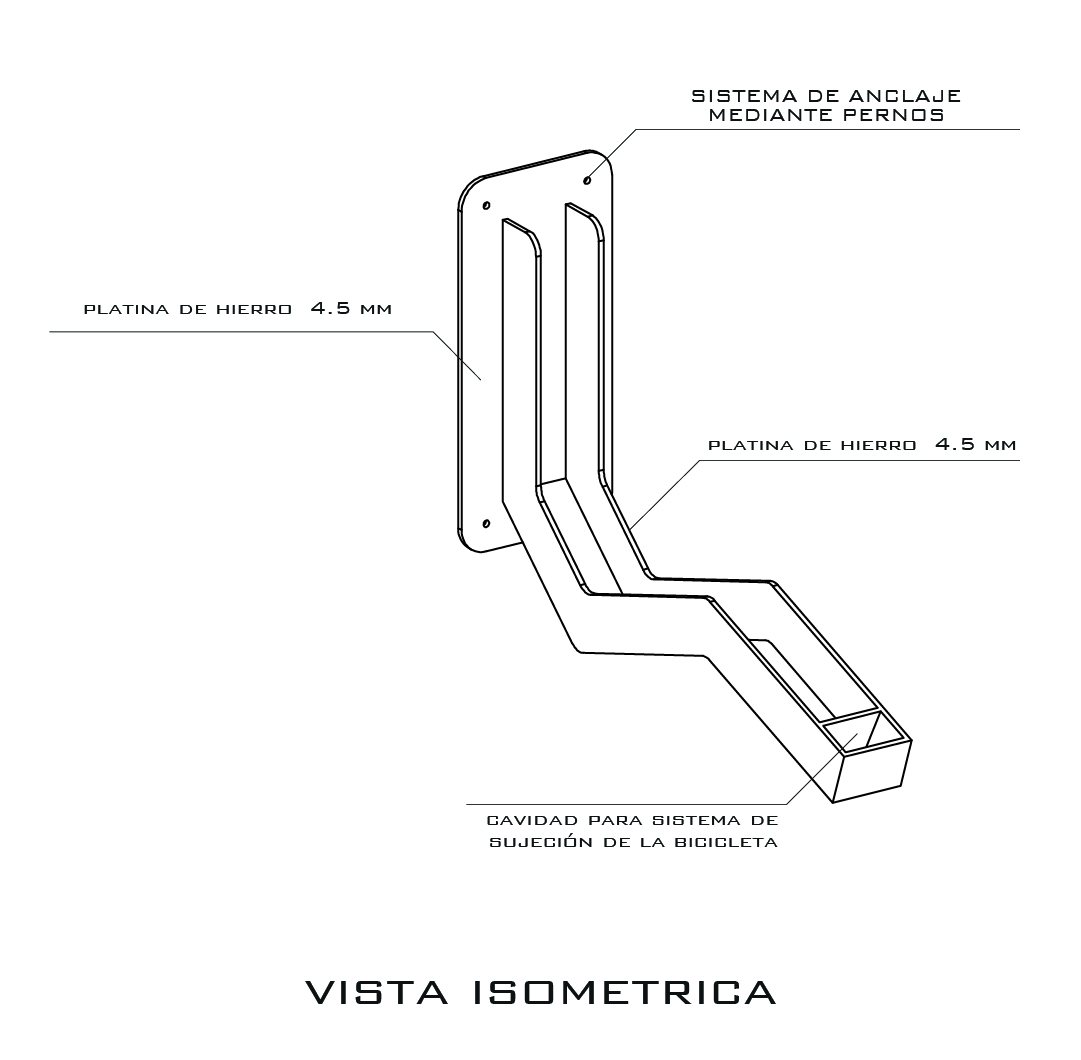 SISTEMA DE ANCLAJE
MEDIANTE PERNOS
PLATINA DE HIERRO 4.5 MM
PLATINA DE HIERRO 4.5 MM
CAVIDAD PARA SISTEMA DE
SUJECIÓN DE LA BICICLETA
VISTA ISOMETRICA